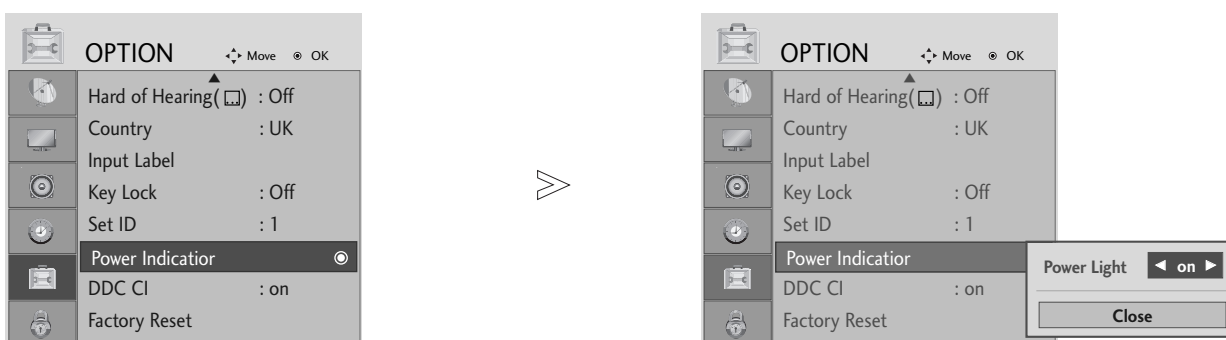 OPTION Move OK
Hard of Hearing( ) : Off
Country : UK
Input Label
Key Lock : Off
Set ID : 1
Power Indicatior
DDC CI : on
Factory Reset
OPTION Move OK
Hard of Hearing( ) : Off
Country : UK
Input Label
Key Lock : Off
Set ID : 1
Power Indicatior
DDC CI : on
Factory Reset
Power Light ◀ on ▶
Close